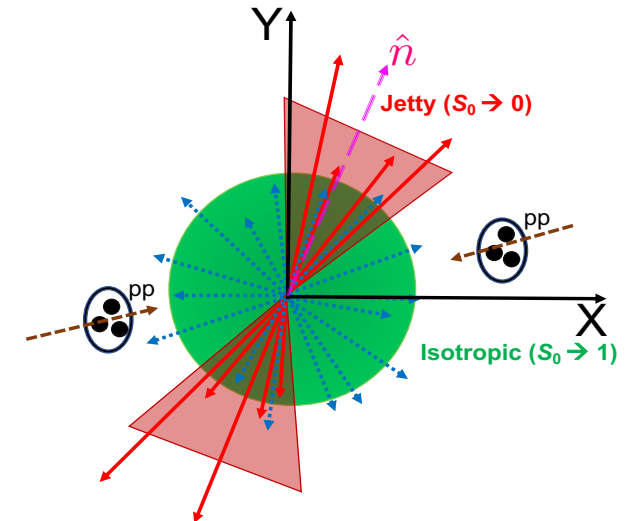 Y
n̂
Jetty (S₀ → 0)
pp
pp
X
Isotropic (S₀ → 1)